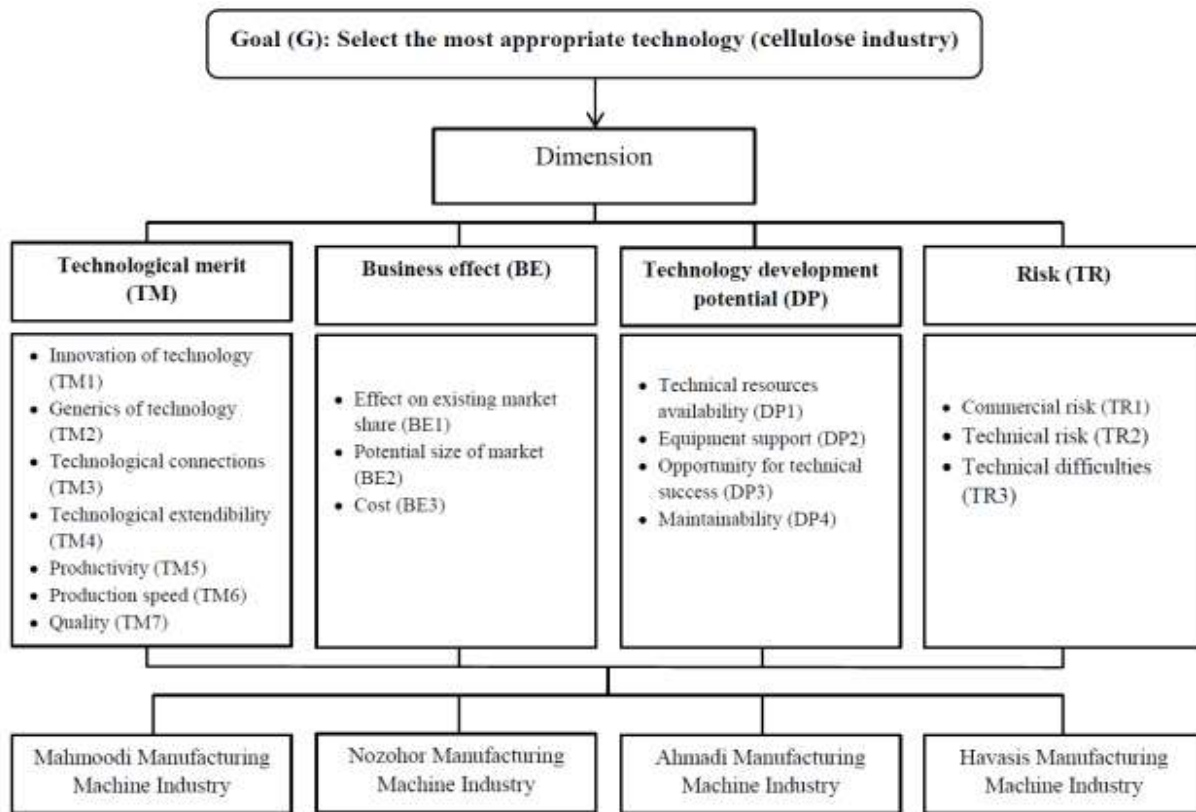 Goal (G): Select the most appropriate technology (cellulose industry)
Dimension
Technological merit
(TM)
• Innovation of technology
(TM1)
• Generics of technology
(TM2)
• Technological connections
(TM3)
• Technological extendibility
(TM4)
• Productivity (TM5)
• Production speed (TM6)
• Quality (TM7)
Business effect (BE)
• Effect on existing market
share (BE1)
• Potential size of market
(BE2)
• Cost (BE3)
Technology development
potential (DP)
• Technical resources
availability (DP1)
• Equipment support (DP2)
• Opportunity for technical
success (DP3)
• Maintainability (DP4)
Risk (TR)
• Commercial risk (TR1)
• Technical risk (TR2)
• Technical difficulties
(TR3)
Mahmoodi Manufacturing
Machine Industry
Nozohor Manufacturing
Machine Industry
Ahmadi Manufacturing
Machine Industry
Havasis Manufacturing
Machine Industry